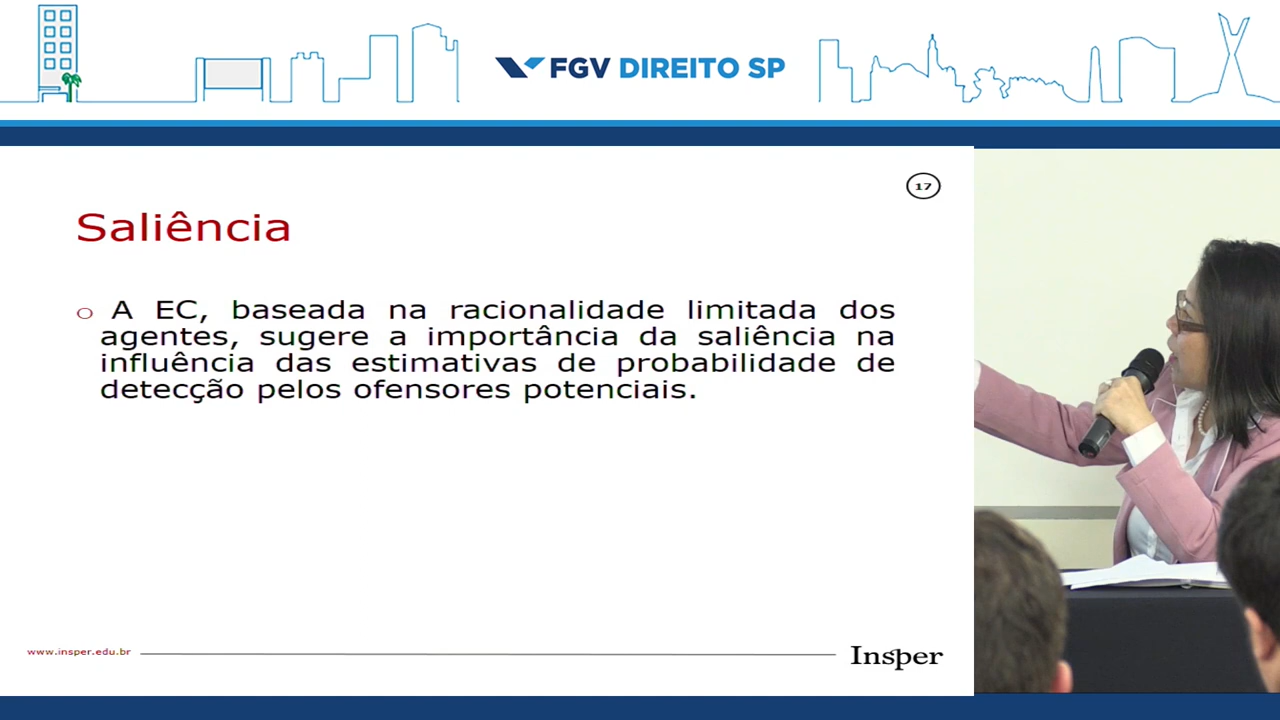 FGV DIREITO SP
17
Saliência
A EC, baseada na racionalidade limitada dos
agentes, sugere a importância da saliência na
influência das estimativas de probabilidade de
detecção pelos ofensores potenciais.
www.insper.edu.br
Insper